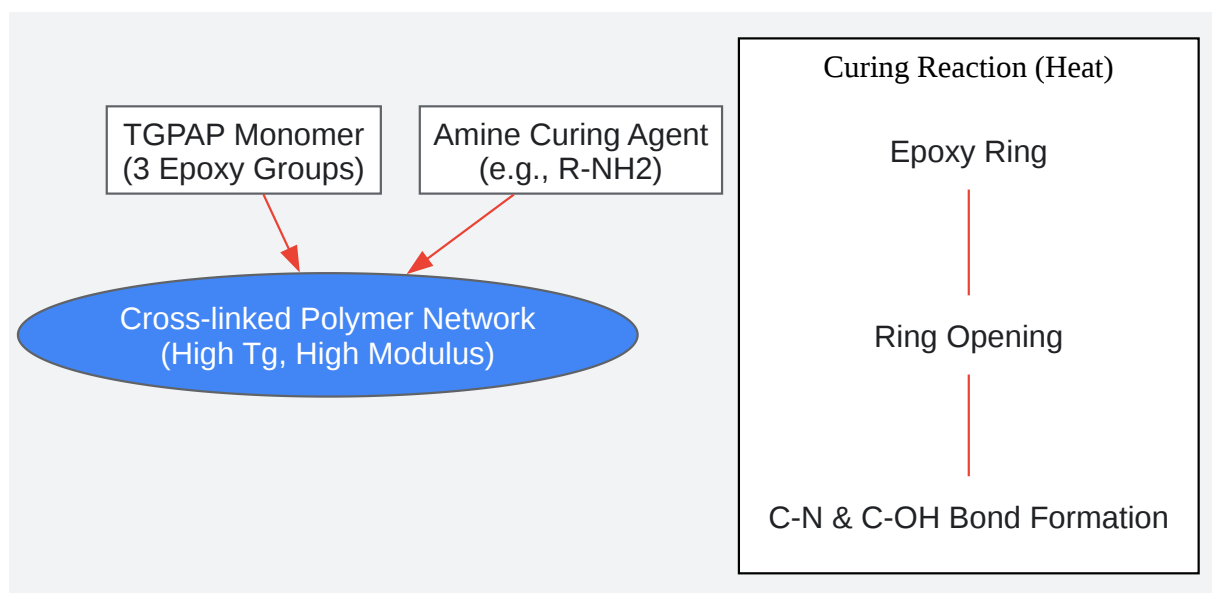 TGPAP Monomer
(3 Epoxy Groups)
Amine Curing Agent
(e.g., R-NH2)
Cross-linked Polymer Network
(High Tg, High Modulus)
Curing Reaction (Heat)
Epoxy Ring
Ring Opening
C-N & C-OH Bond Formation